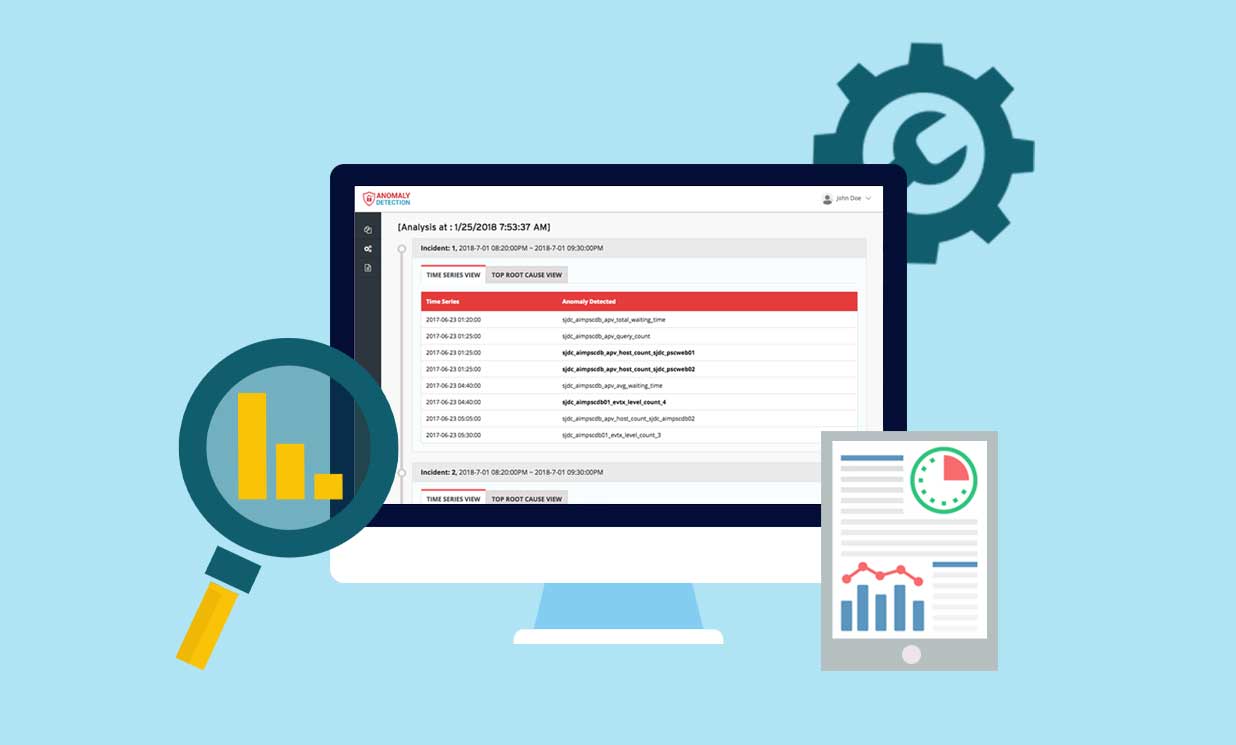 ANOMALY
DETECTION
John Doe
[Analysis at : 1/25/2018 7:53:37 AM]
Incident: 1, 2018-7-01 08:20:00PM ~ 2018-7-01 09:30:00PM
TIME SERIES VIEW TOP ROOT CAUSE VIEW
Time Series Anomaly Detected
2017-06-23 01:20:00 sjdc_aimpscdb_apv_total_waiting_time
2017-06-23 01:25:00 sjdc_aimpscdb_apv_query_count
2017-06-23 01:25:00 sjdc_aimpscdb_apv_host_count_sjdc_pscweb01
2017-06-23 01:25:00 sjdc_aimpscdb_apv_host_count_sjdc_pscweb02
2017-06-23 04:40:00 sjdc_aimpscdb_apv_avg_waiting_time
2017-06-23 04:40:00 sjdc_aimpscdb01_evtx_level_count_4
2017-06-23 05:05:00 sjdc_aimpscdb_apv_host_count_sjdc_aimpscdb02
2017-06-23 05:30:00 sjdc_aimpscdb01_evtx_level_count_3
Incident: 2, 2018-7-01 08:20:00PM ~ 2018-7-01 09:30:00PM
TIME SERIES VIEW TOP ROOT CAUSE VIEW